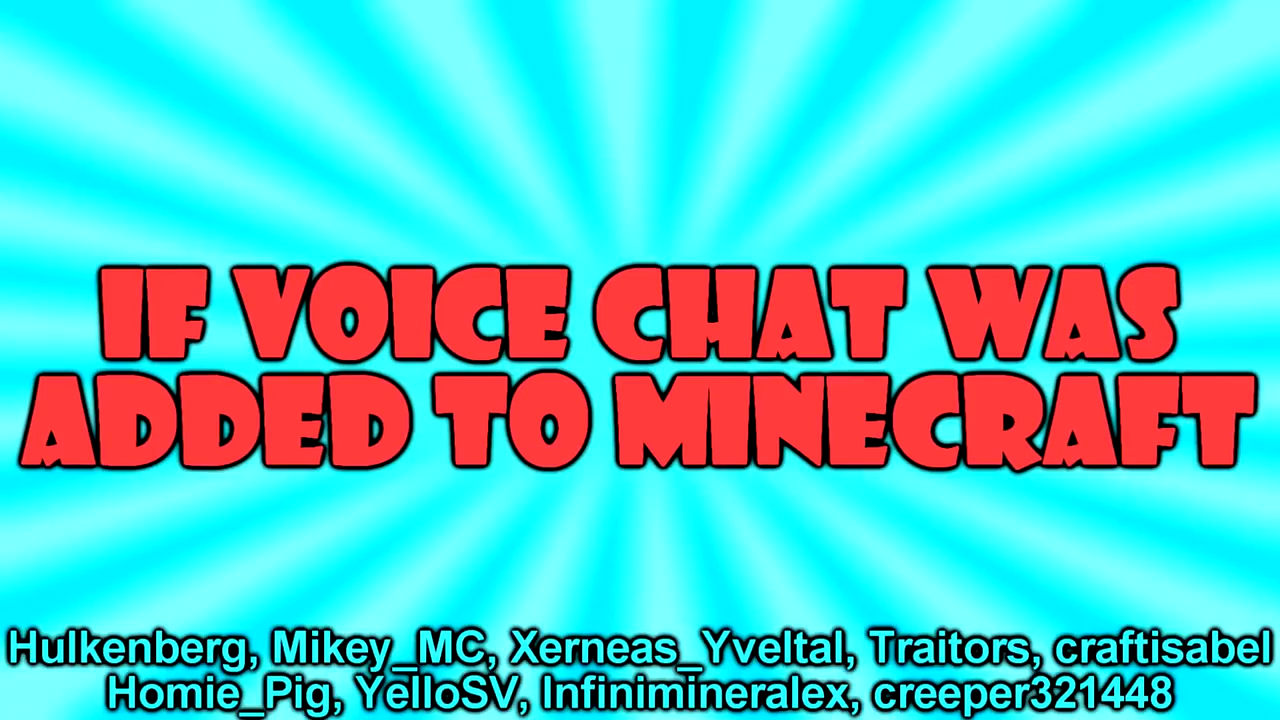 IF VOICE CHAT WAS
ADDED TO MINECRAFT
Hulkenberg, Mikey_MC, Xerneas_Yveltal, Traitors, craftisabel
Homie_Pig, YelloSV, Infinimineralex, creeper321448